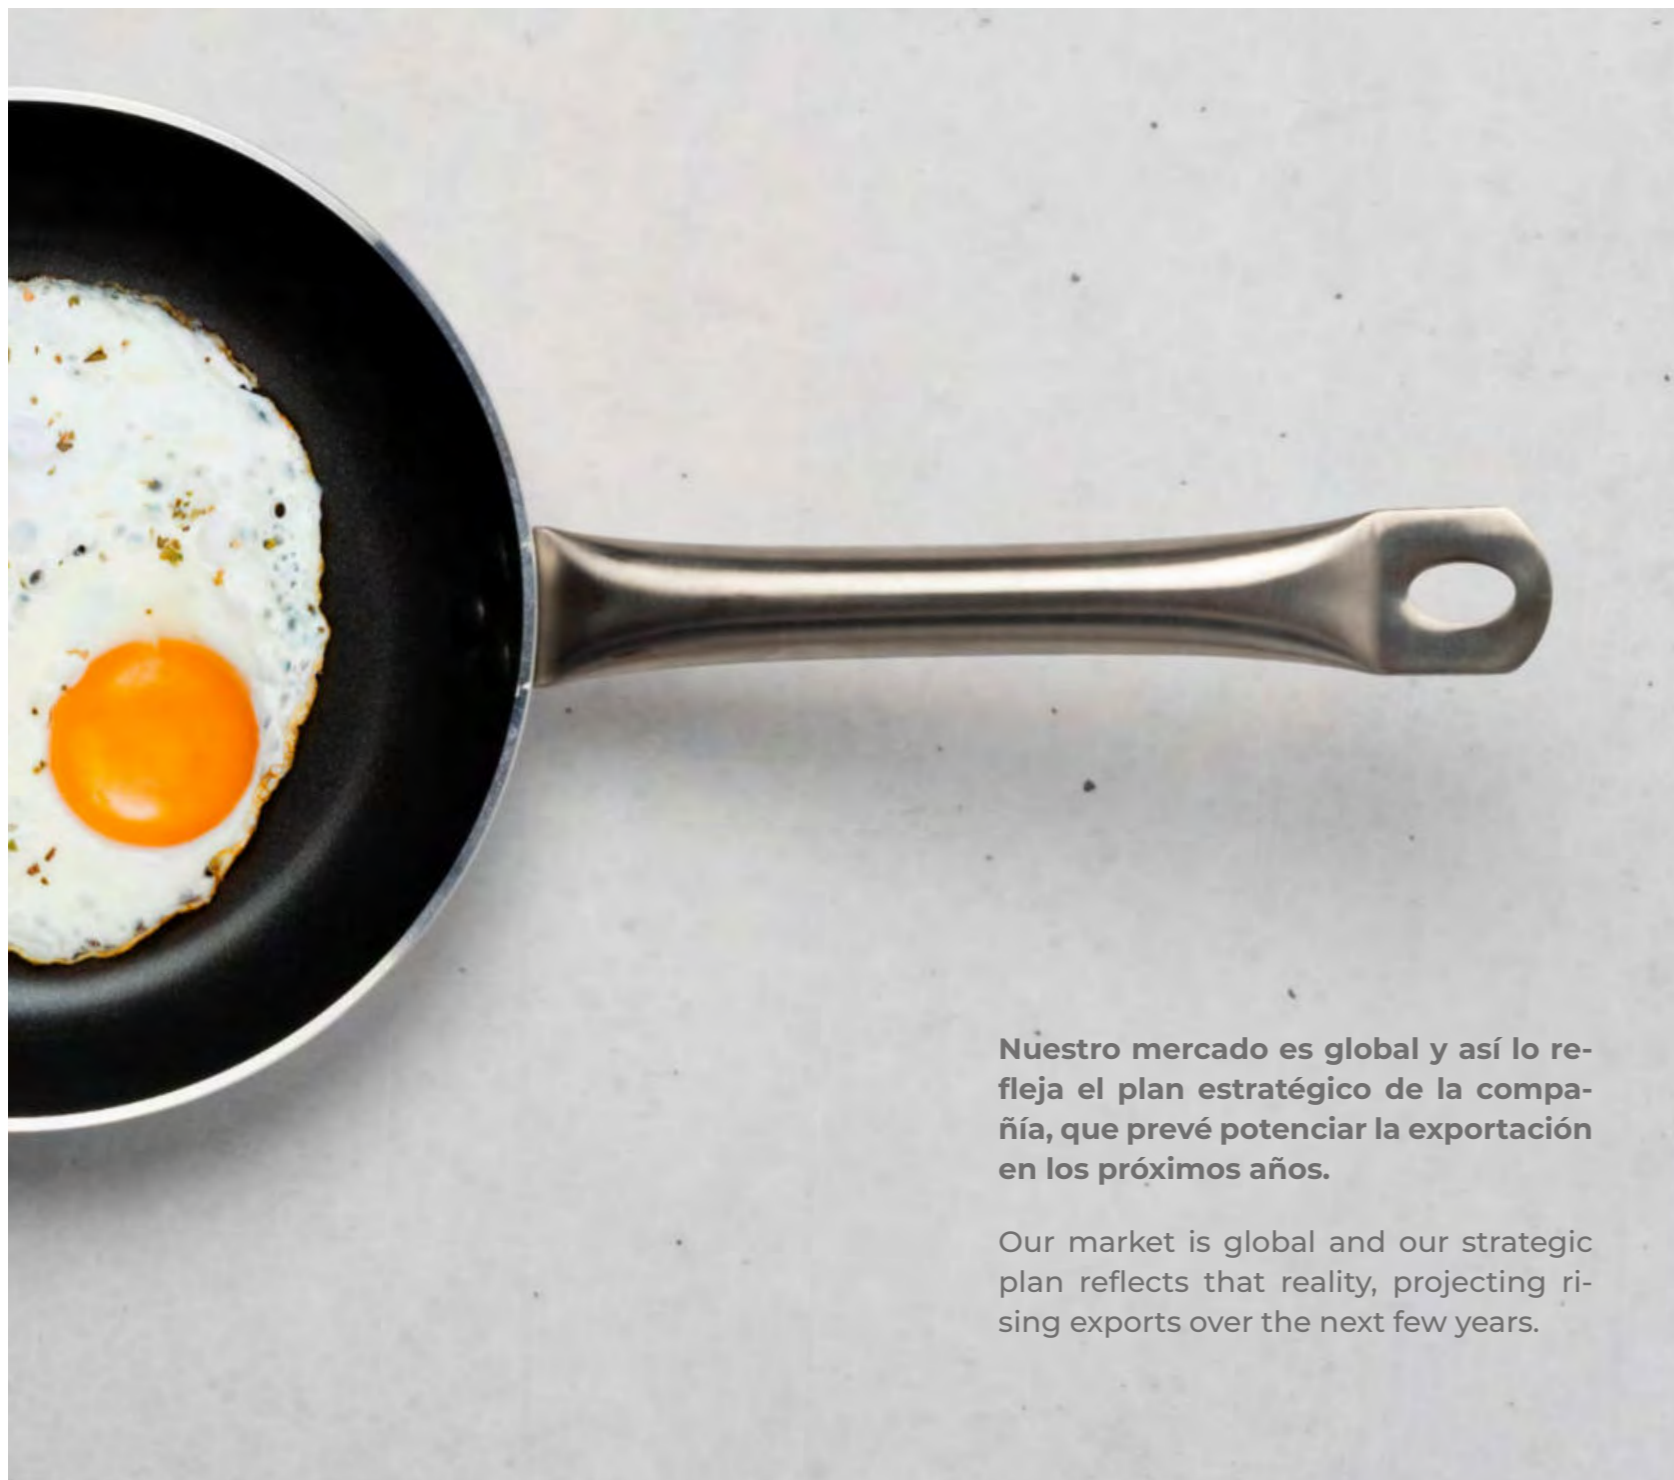 Nuestro mercado es global y así lo re-
fleja el plan estratégico de la compa-
ñía, que prevé potenciar la exportación
en los próximos años.
Our market is global and our strategic
plan reflects that reality, projecting ri-
sing exports over the next few years.